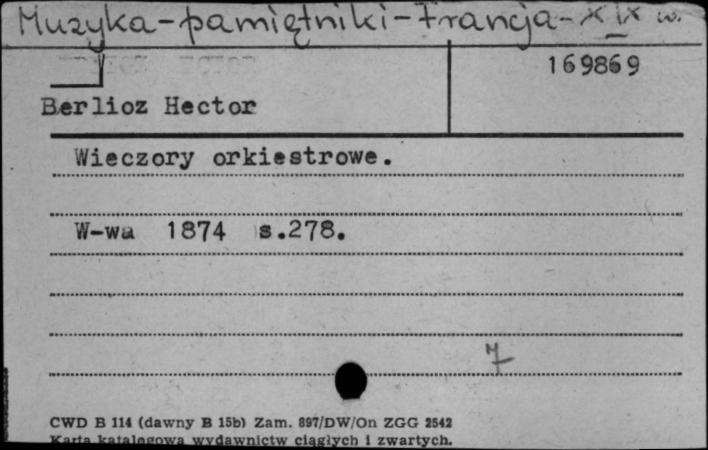 Muzyka-pamiętniki-Francja-XIX w.
169869
Berlioz Hector
Wieczory orkiestrowe.
W-wa 1874 s.278.
7
CWD B 114 (dawny B 15b) Zam. 897/DW/On ZGG 2542
Karta katalogowa wydawnictw ciągłych i zwartych.